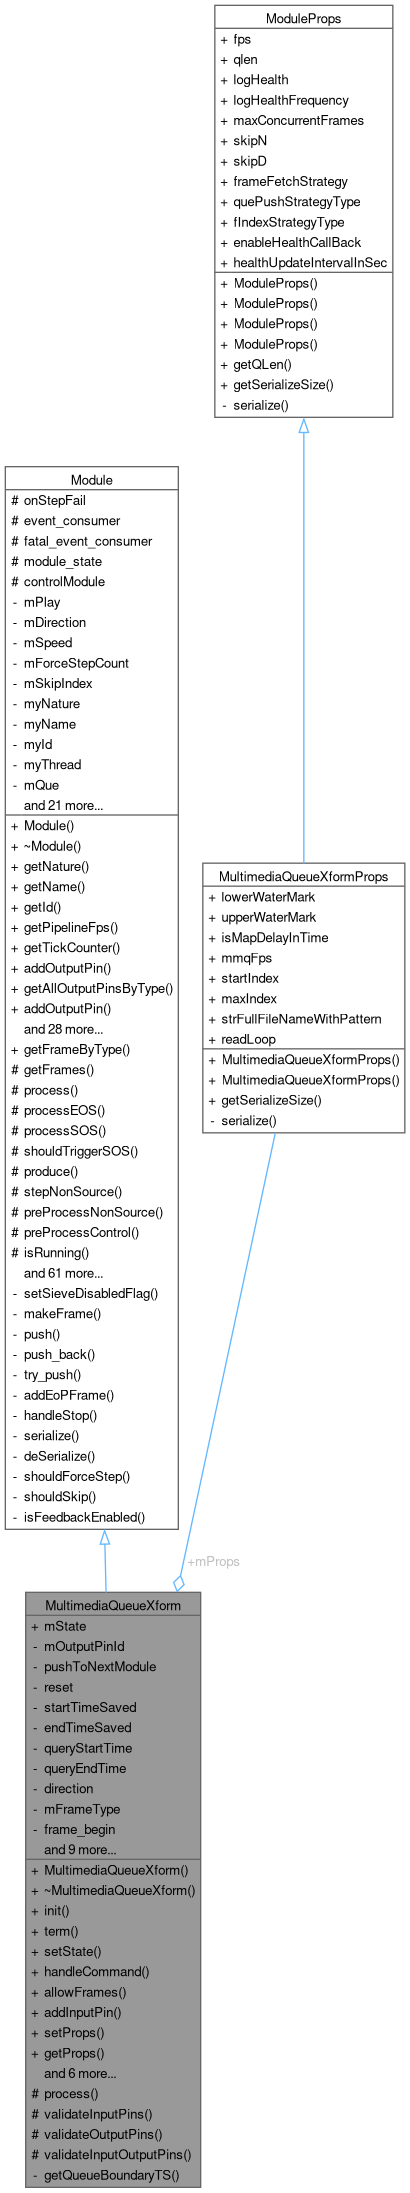 ModuleProps
+ fps
+ qlen
+ logHealth
+ logHealthFrequency
+ maxConcurrentFrames
+ skipN
+ skipD
+ frameFetchStrategy
+ quePushStrategyType
+ fIndexStrategyType
+ enableHealthCallBack
+ healthUpdateIntervalInSec
+ ModuleProps()
+ ModuleProps()
+ ModuleProps()
+ ModuleProps()
+ getQLen()
+ getSerializeSize()
- serialize()
Module
# onStepFail
# event_consumer
# fatal_event_consumer
# module_state
# controlModule
- mPlay
- mDirection
- mSpeed
- mForceStepCount
- mSkipIndex
- myNature
- myName
- myId
- myThread
- mQue
and 21 more...
+ Module()
+ ~Module()
+ getNature()
+ getName()
+ getId()
+ getPipelineFps()
+ getTickCounter()
+ addOutputPin()
+ getAllOutputPinsByType()
+ addOutputPin()
and 28 more...
+ getFrameByType()
# getFrames()
# process()
# processEOS()
# processSOS()
# shouldTriggerSOS()
# produce()
# stepNonSource()
# preProcessNonSource()
# preProcessControl()
# isRunning()
and 61 more...
- setSieveDisabledFlag()
- makeFrame()
- push()
- push_back()
- try_push()
- addEoPFrame()
- handleStop()
- serialize()
- deSerialize()
- shouldForceStep()
- shouldSkip()
- isFeedbackEnabled()
MultimediaQueueXformProps
+ lowerWaterMark
+ upperWaterMark
+ isMapDelayInTime
+ mmqFps
+ startIndex
+ maxIndex
+ strFullFileNameWithPattern
+ readLoop
+ MultimediaQueueXformProps()
+ MultimediaQueueXformProps()
+ getSerializeSize()
- serialize()
+mProps
MultimediaQueueXform
+ mState
- mOutputPinId
- pushToNextModule
- reset
- startTimeSaved
- endTimeSaved
- queryStartTime
- queryEndTime
- direction
- mFrameType
- frame_begin
and 9 more...
+ MultimediaQueueXform()
+ ~MultimediaQueueXform()
+ init()
+ term()
+ setState()
+ handleCommand()
+ allowFrames()
+ addInputPin()
+ setProps()
+ getProps()
and 6 more...
# process()
# validateInputPins()
# validateOutputPins()
# validateInputOutputPins()
- getQueueBoundaryTS()